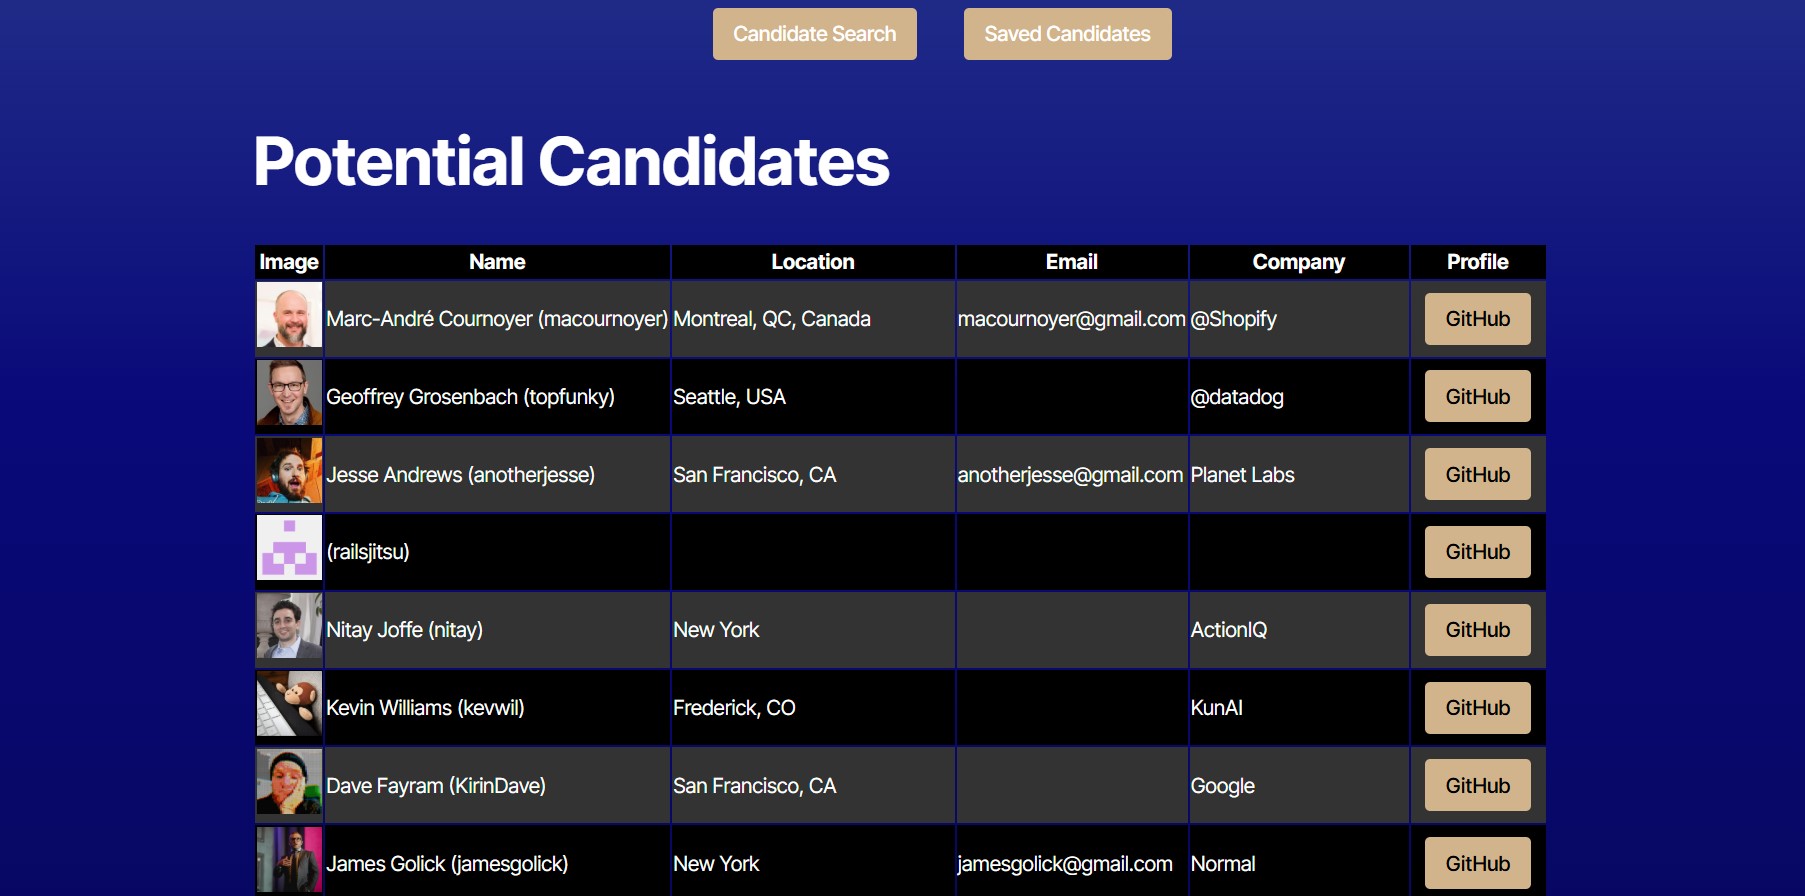 Candidate Search Saved Candidates
Potential Candidates
Image Name Location Email Company Profile
Marc-André Cournoyer (macournoyer) Montreal, QC, Canada macournoyer@gmail.com @Shopify GitHub
Geoffrey Grosenbach (topfunky) Seattle, USA @datadog GitHub
Jesse Andrews (anotherjesse) San Francisco, CA anotherjesse@gmail.com Planet Labs GitHub
(railsjitsu) GitHub
Nitay Joffe (nitay) New York ActionIQ GitHub
Kevin Williams (kevwil) Frederick, CO KunAI GitHub
Dave Fayram (KirinDave) San Francisco, CA Google GitHub
James Golick (jamesgolick) New York jamesgolick@gmail.com Normal GitHub